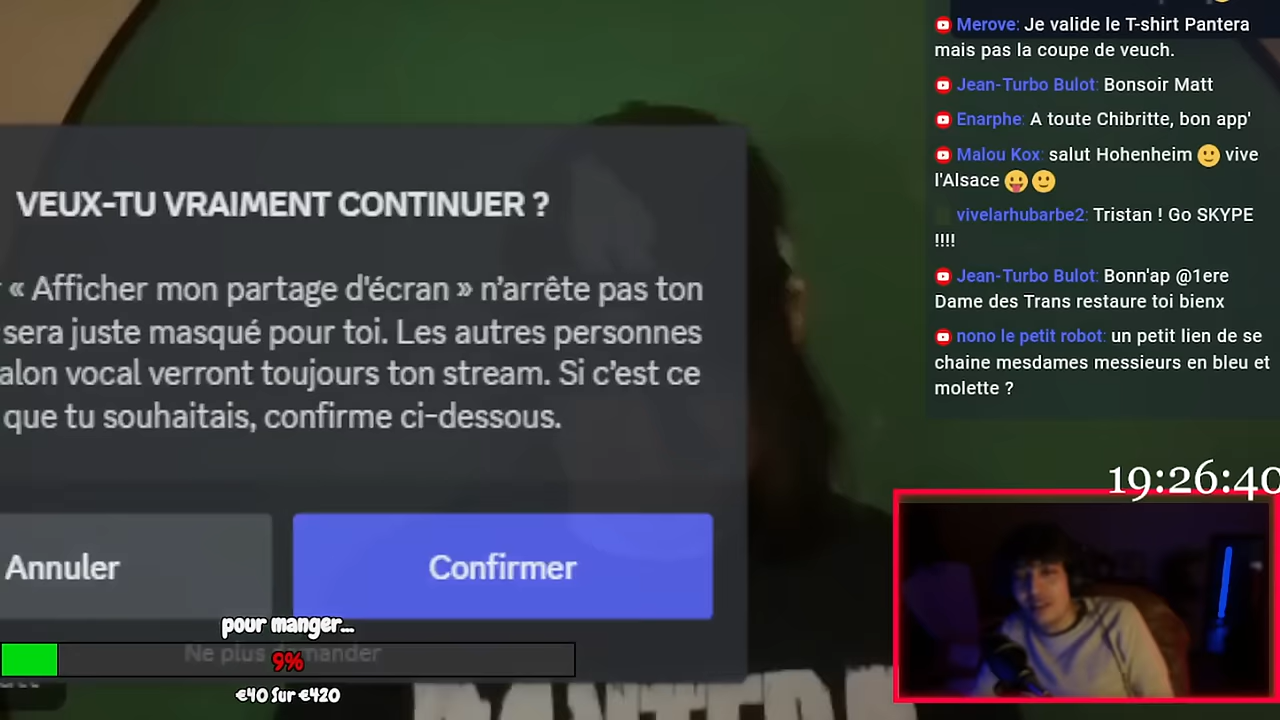 Merove: Je valide le T-shirt Pantera
mais pas la coupe de veuch.
Jean-Turbo Bulot: Bonsoir Matt
Enarphe: A toute Chibritte, bon app'
Malou Kox: salut Hohenheim 🙂 vive
l'Alsace 😛🙂
vivelarhubarbe2: Tristan ! Go SKYPE
!!!!
Jean-Turbo Bulot: Bonn'ap @1ere
Dame des Trans restaure toi bienx
nono le petit robot: un petit lien de se
chaine mesdames messieurs en bleu et
molette ?
VEUX-TU VRAIMENT CONTINUER ?
« Afficher mon partage d'écran » n'arrête pas ton
sera juste masqué pour toi. Les autres personnes
alon vocal verront toujours ton stream. Si c'est ce
que tu souhaitais, confirme ci-dessous.
Annuler
Confirmer
19:26:40
pour manger...
Ne plus demander
9%
€40 Sur €420
PANTERA